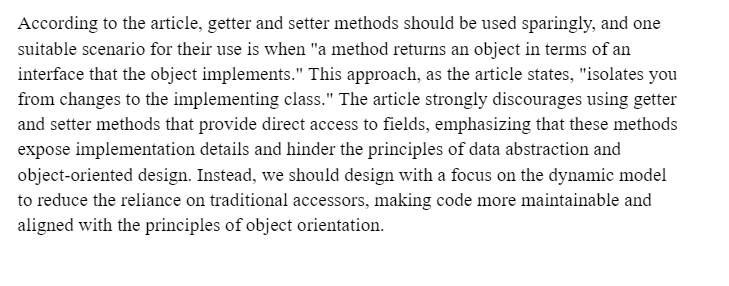 According to the article, getter and setter methods should be used sparingly, and one
suitable scenario for their use is when "a method returns an object in terms of an
interface that the object implements." This approach, as the article states, "isolates you
from changes to the implementing class." The article strongly discourages using getter
and setter methods that provide direct access to fields, emphasizing that these methods
expose implementation details and hinder the principles of data abstraction and
object-oriented design. Instead, we should design with a focus on the dynamic model
to reduce the reliance on traditional accessors, making code more maintainable and
aligned with the principles of object orientation.